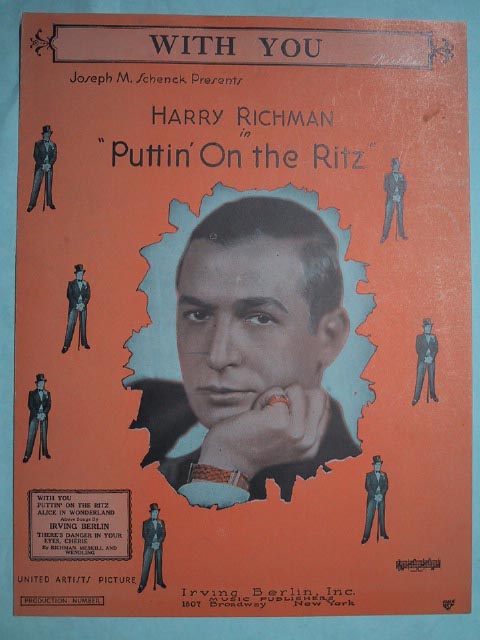 WITH YOU
Joseph M. Schenck Presents
HARRY RICHMAN
in
"Puttin' On the Ritz"
WITH YOU
PUTTIN' ON THE RITZ
ALICE IN WONDERLAND
Above Songs By
IRVING BERLIN
THERE'S DANGER IN YOUR
EYES, CHERIE
By RICHMAN, MESKILL AND
WENDLING
UNITED ARTISTS PICTURE
PRODUCTION NUMBER
Irving Berlin, Inc.
MUSIC PUBLISHERS
1607 Broadway New York